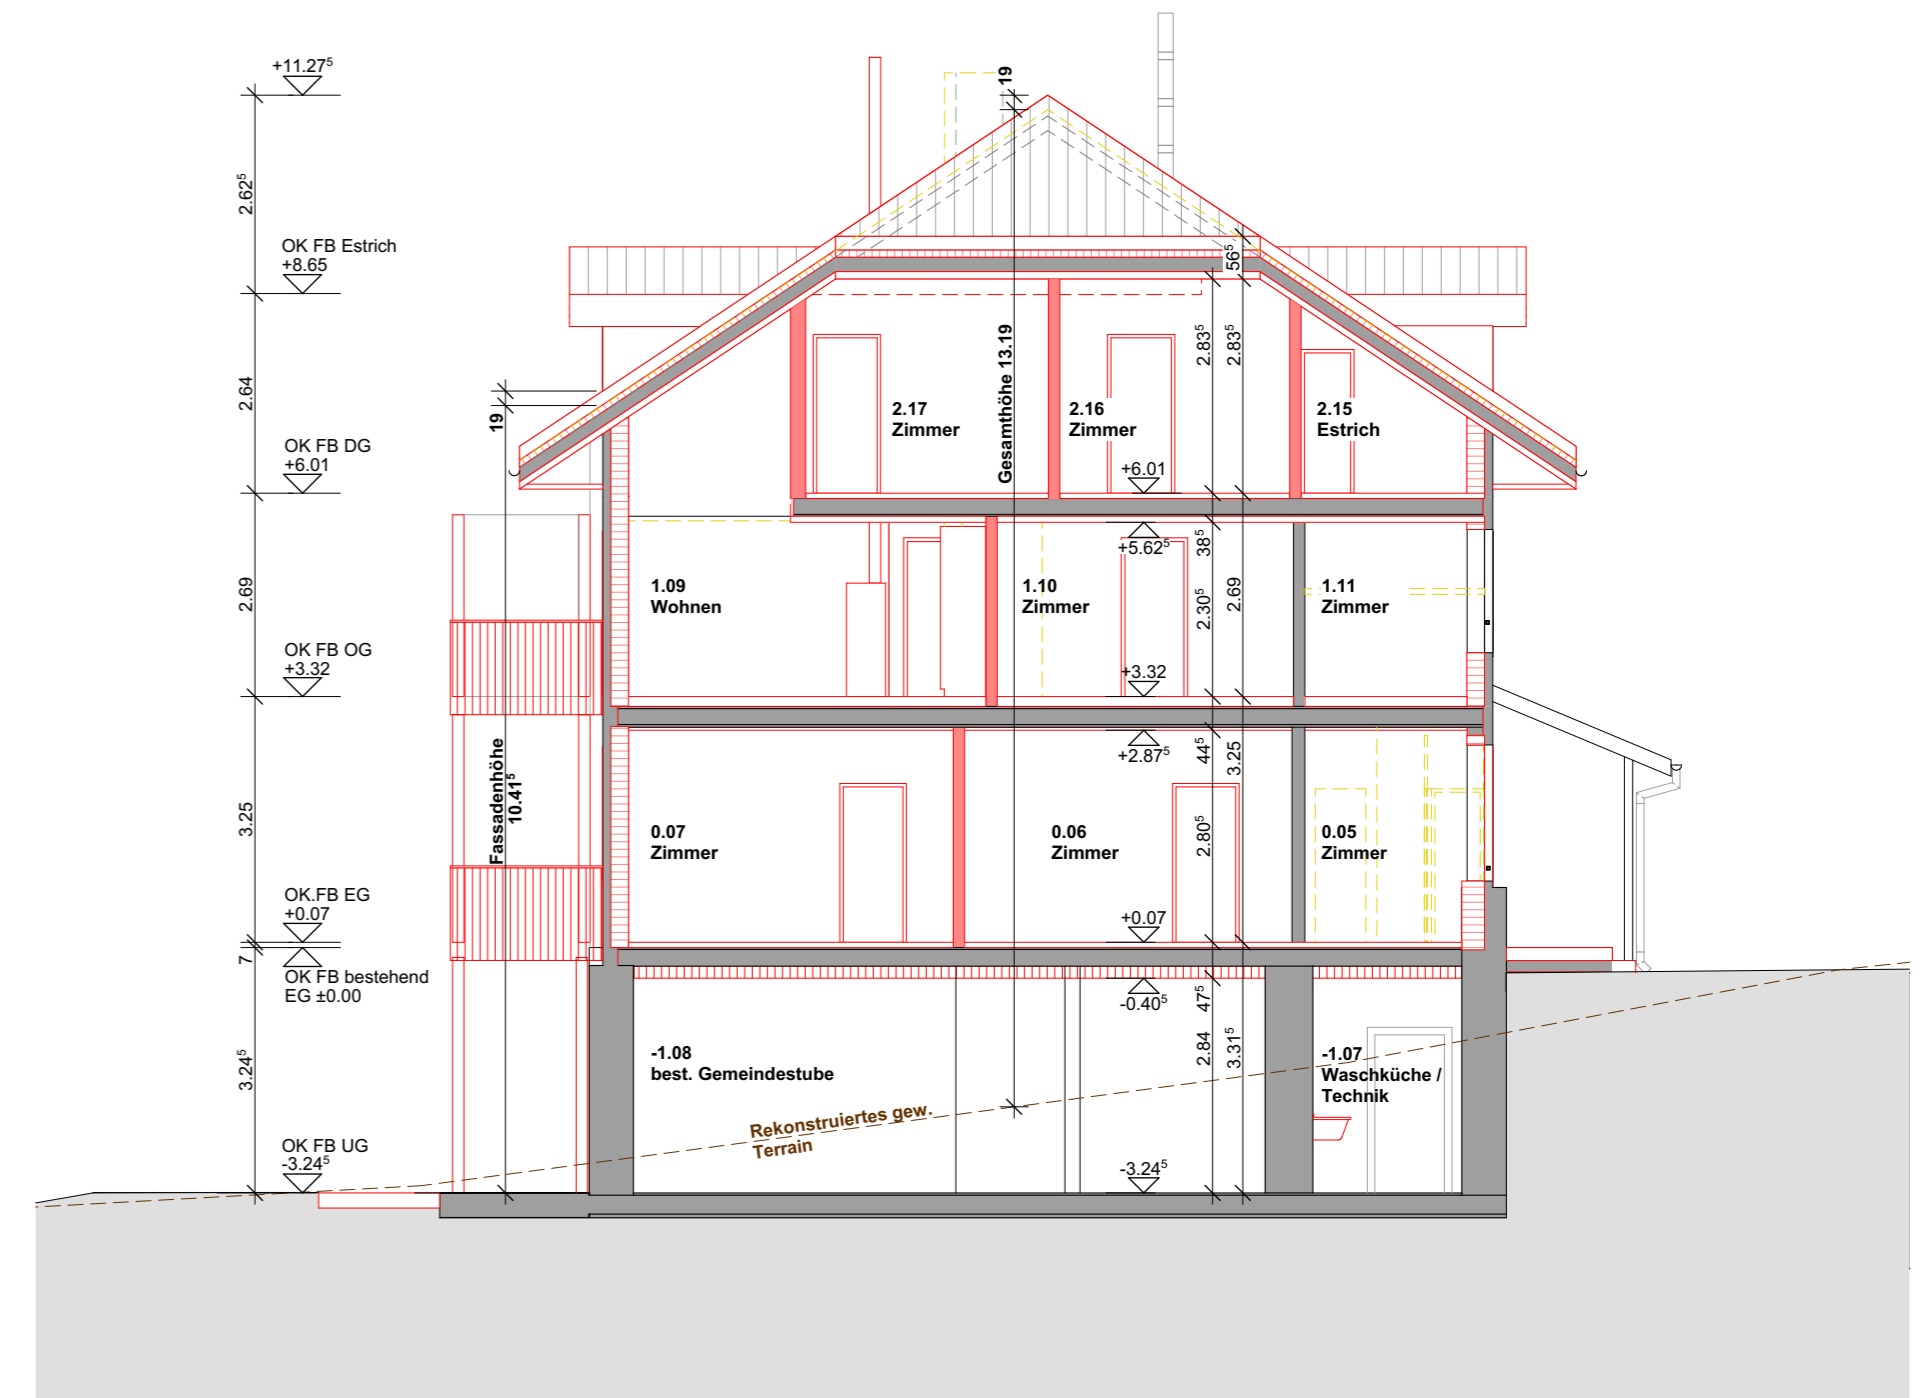 +11.27⁵
19
2.62⁵
OK FB Estrich
+8.65
56⁵
2.64
Gesamthöhe 13.19
2.83⁵
2.83⁵
19
2.17
Zimmer
2.16
Zimmer
2.15
Estrich
OK FB DG
+6.01
+6.01
+5.62⁵
38⁵
2.69
1.09
Wohnen
1.10
Zimmer
2.30⁵
2.69
1.11
Zimmer
OK FB OG
+3.32
+3.32
+2.87⁵
44⁵
3.25
Fassadenhöhe
10.41⁵
3.25
0.07
Zimmer
0.06
Zimmer
2.80⁵
0.05
Zimmer
OK.FB EG
+0.07
+0.07
7
OK FB bestehend
EG ±0.00
-0.40⁵
47⁵
3.24⁵
-1.08
best. Gemeindestube
2.84
3.31⁵
-1.07
Waschküche /
Technik
Rekonstruiertes gew.
Terrain
OK FB UG
-3.24⁵
-3.24⁵